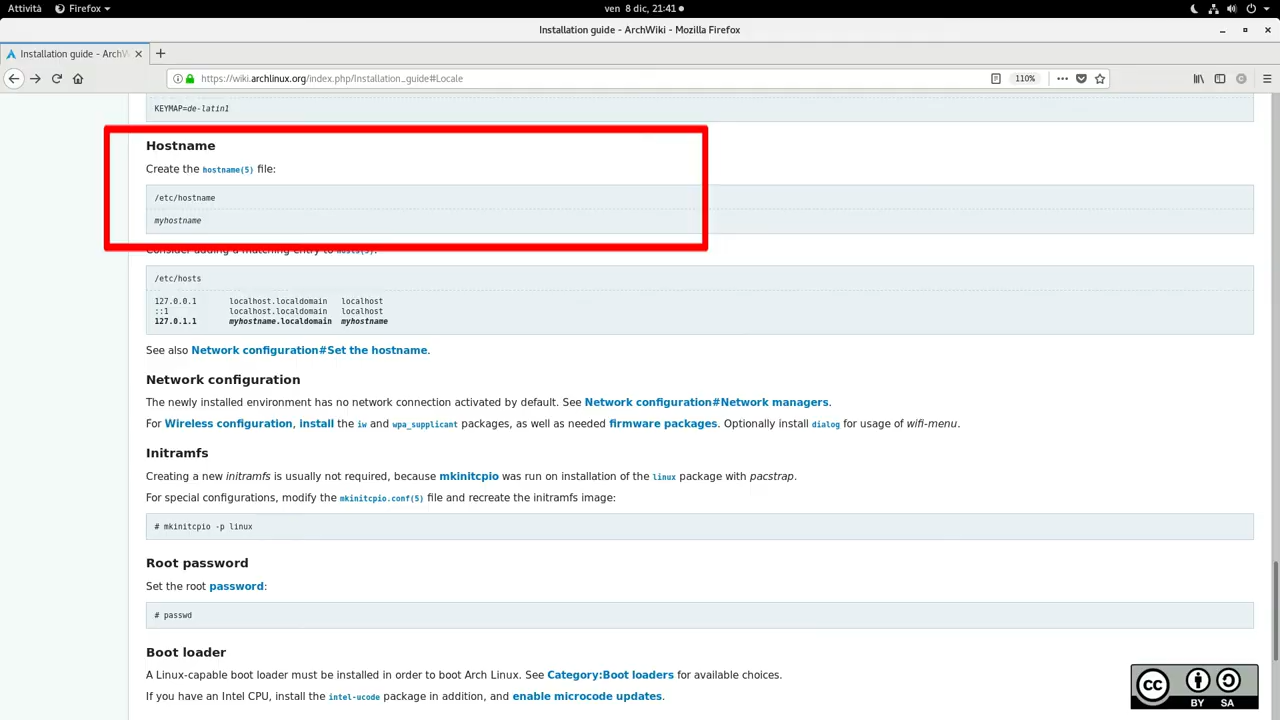 Attività Firefox ven 8 dic, 21:41
Installation guide - ArchWiki - Mozilla Firefox
Installation guide - ArchW
https://wiki.archlinux.org/index.php/Installation_guide#Locale 110%
KEYMAP=de-latin1
Hostname
Create the hostname(5) file:
/etc/hostname
myhostname
Consider adding a matching entry to hosts(5):
/etc/hosts
127.0.0.1 localhost.localdomain localhost
::1 localhost.localdomain localhost
127.0.1.1 myhostname.localdomain myhostname
See also Network configuration#Set the hostname.
Network configuration
The newly installed environment has no network connection activated by default. See Network configuration#Network managers.
For Wireless configuration, install the iw and wpa_supplicant packages, as well as needed firmware packages. Optionally install dialog for usage of wifi-menu.
Initramfs
Creating a new initramfs is usually not required, because mkinitcpio was run on installation of the linux package with pacstrap.
For special configurations, modify the mkinitcpio.conf(5) file and recreate the initramfs image:
# mkinitcpio -p linux
Root password
Set the root password:
# passwd
Boot loader
A Linux-capable boot loader must be installed in order to boot Arch Linux. See Category:Boot loaders for available choices.
If you have an Intel CPU, install the intel-ucode package in addition, and enable microcode updates.
cc
BY SA